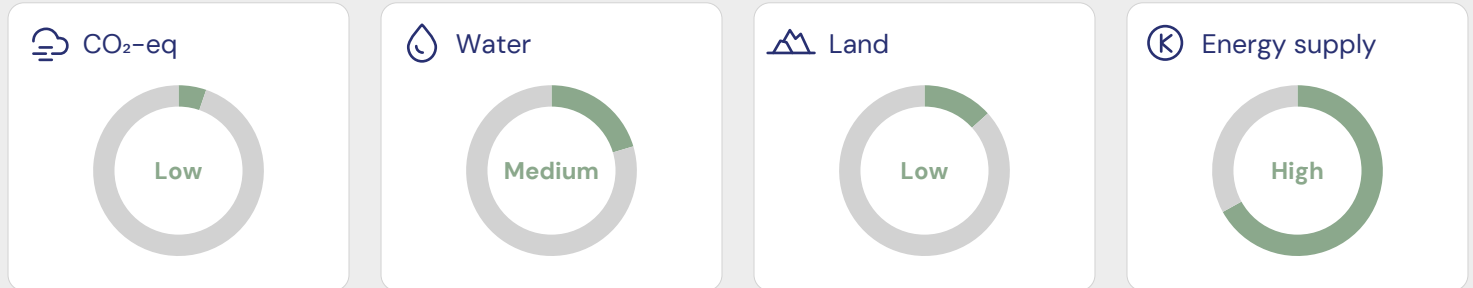 CO₂-eq
Water
Land
Energy supply
Low
Medium
Low
High